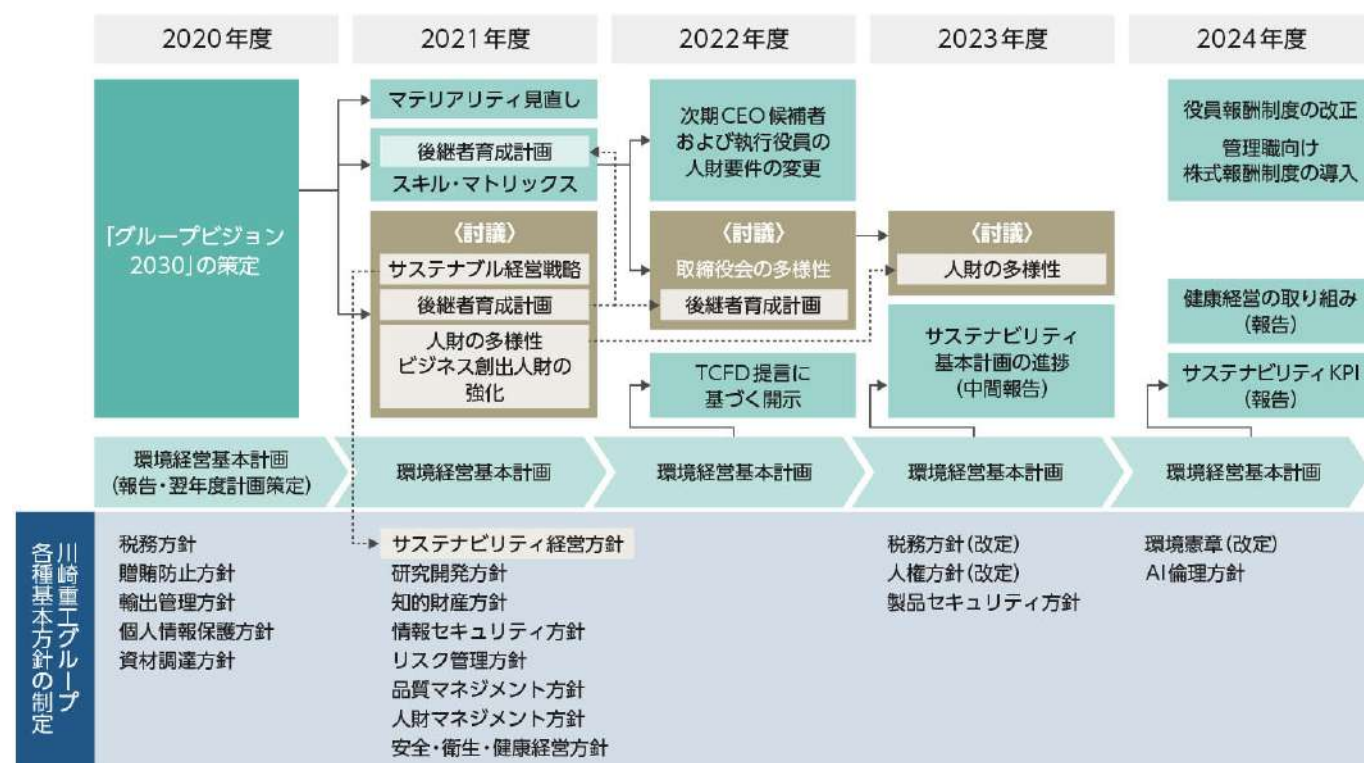 2020年度
2021年度
2022年度
2023年度
2024年度
「グループビジョン
2030」の策定
マテリアリティ見直し
後継者育成計画
スキル・マトリックス
〈討議〉
サステナブル経営戦略
後継者育成計画
人財の多様性
ビジネス創出人財の
強化
次期CEO候補者
および執行役員の
人財要件の変更
〈討議〉
取締役会の多様性
後継者育成計画
TCFD提言に
基づく開示
〈討議〉
人財の多様性
サステナビリティ
基本計画の進捗
(中間報告)
役員報酬制度の改正
管理職向け
株式報酬制度の導入
健康経営の取り組み
(報告)
サステナビリティKPI
(報告)
環境経営基本計画
(報告・翌年度計画策定)
環境経営基本計画
環境経営基本計画
環境経営基本計画
環境経営基本計画
川崎重工グループ
各種基本方針の制定
税務方針
贈賄防止方針
輸出管理方針
個人情報保護方針
資材調達方針
サステナビリティ経営方針
研究開発方針
知的財産方針
情報セキュリティ方針
リスク管理方針
品質マネジメント方針
人財マネジメント方針
安全・衛生・健康経営方針
税務方針(改定)
人権方針(改定)
製品セキュリティ方針
環境憲章(改定)
AI倫理方針